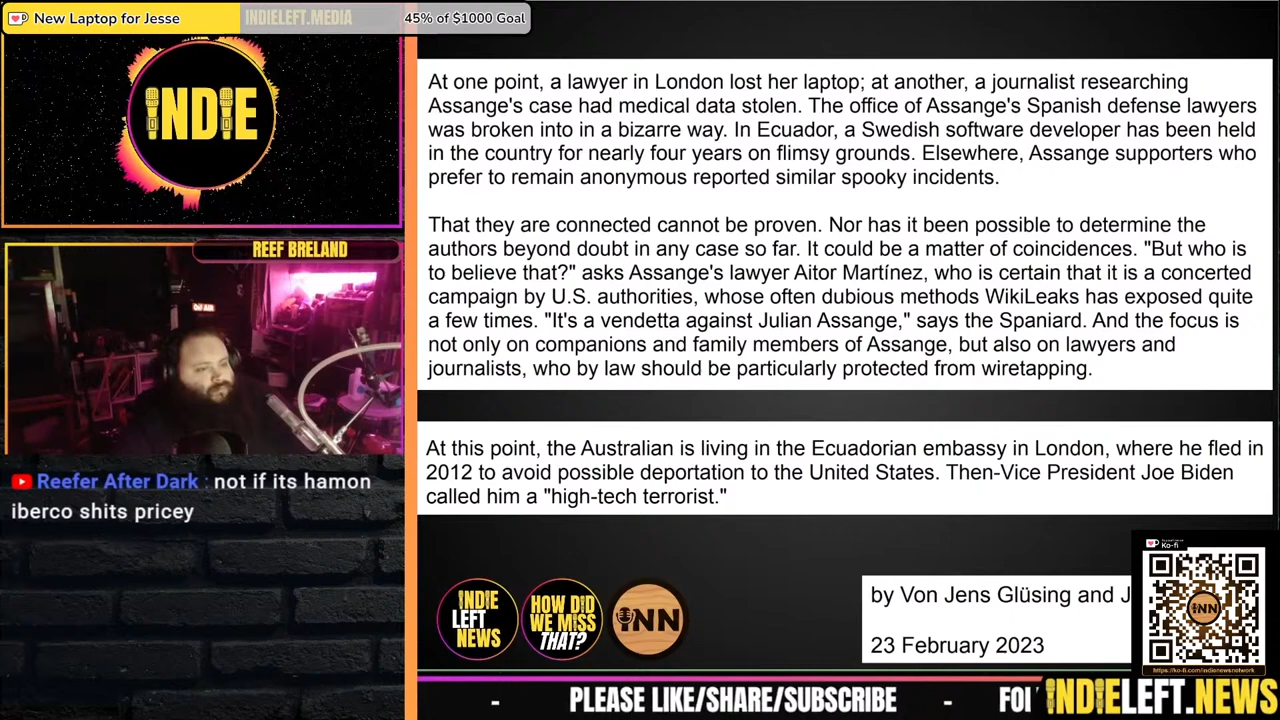 New Laptop for Jesse
INDIELEFT.MEDIA
45% of $1000 Goal
INDIE
REEF BRELAND
ON AIR
Reefer After Dark : not if its hamon
iberco shits pricey
At one point, a lawyer in London lost her laptop; at another, a journalist researching
Assange's case had medical data stolen. The office of Assange's Spanish defense lawyers
was broken into in a bizarre way. In Ecuador, a Swedish software developer has been held
in the country for nearly four years on flimsy grounds. Elsewhere, Assange supporters who
prefer to remain anonymous reported similar spooky incidents.
That they are connected cannot be proven. Nor has it been possible to determine the
authors beyond doubt in any case so far. It could be a matter of coincidences. "But who is
to believe that?" asks Assange's lawyer Aitor Martínez, who is certain that it is a concerted
campaign by U.S. authorities, whose often dubious methods WikiLeaks has exposed quite
a few times. "It's a vendetta against Julian Assange," says the Spaniard. And the focus is
not only on companions and family members of Assange, but also on lawyers and
journalists, who by law should be particularly protected from wiretapping.
At this point, the Australian is living in the Ecuadorian embassy in London, where he fled in
2012 to avoid possible deportation to the United States. Then-Vice President Joe Biden
called him a "high-tech terrorist."
INDIE
LEFT
NEWS
HOW DID
WE MISS
THAT?
INN
by Von Jens Glüsing and J
23 February 2023
Ko-fi
INN
https://ko-fi.com/indienewsnetwork
- PLEASE LIKE/SHARE/SUBSCRIBE - FOL
INDIELEFT.NEWS